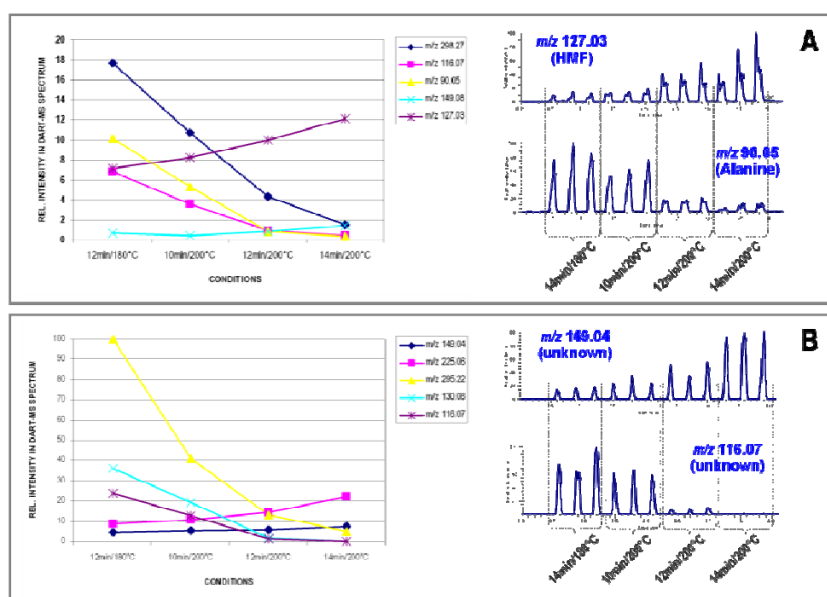 A
20
18
16
14
12
10
8
6
4
2
0
REL. INTENSITY IN DART-MS SPECTRUM
12min/180°C
10min/200°C
12min/200°C
14min/200°C
CONDITIONS
m/z 298.27
m/z 116.07
m/z 90.05
m/z 149.08
m/z 127.03
m/z 127.03
(HMF)
m/z 90.05
(Alanine)
14min/180°C
10min/200°C
12min/200°C
14min/200°C
B
100
90
80
70
60
50
40
30
20
10
0
REL. INTENSITY IN DART-MS SPECTRUM
12min/180°C
10min/200°C
12min/200°C
14min/200°C
CONDITIONS
m/z 149.04
m/z 225.06
m/z 295.22
m/z 130.08
m/z 116.07
m/z 149.04
(unknown)
m/z 116.07
(unknown)
14min/180°C
10min/200°C
12min/200°C
14min/200°C